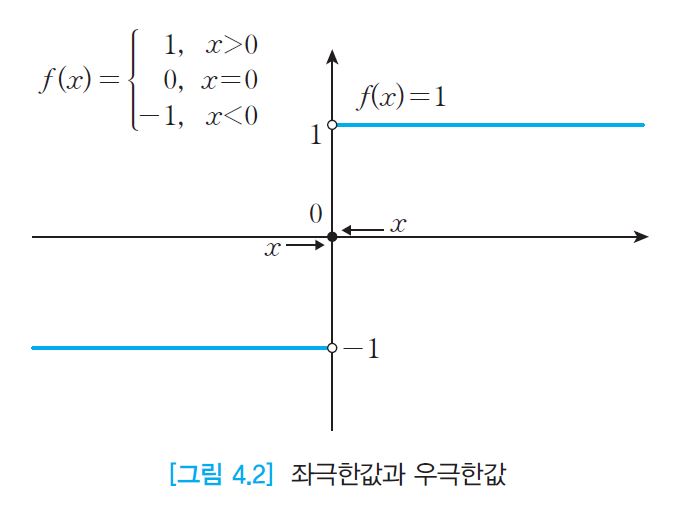 f(x)={ 1, x>0
0, x=0
−1, x<0
f(x)=1
1
0
x
x
−1
[그림 4.2] 좌극한값과 우극한값